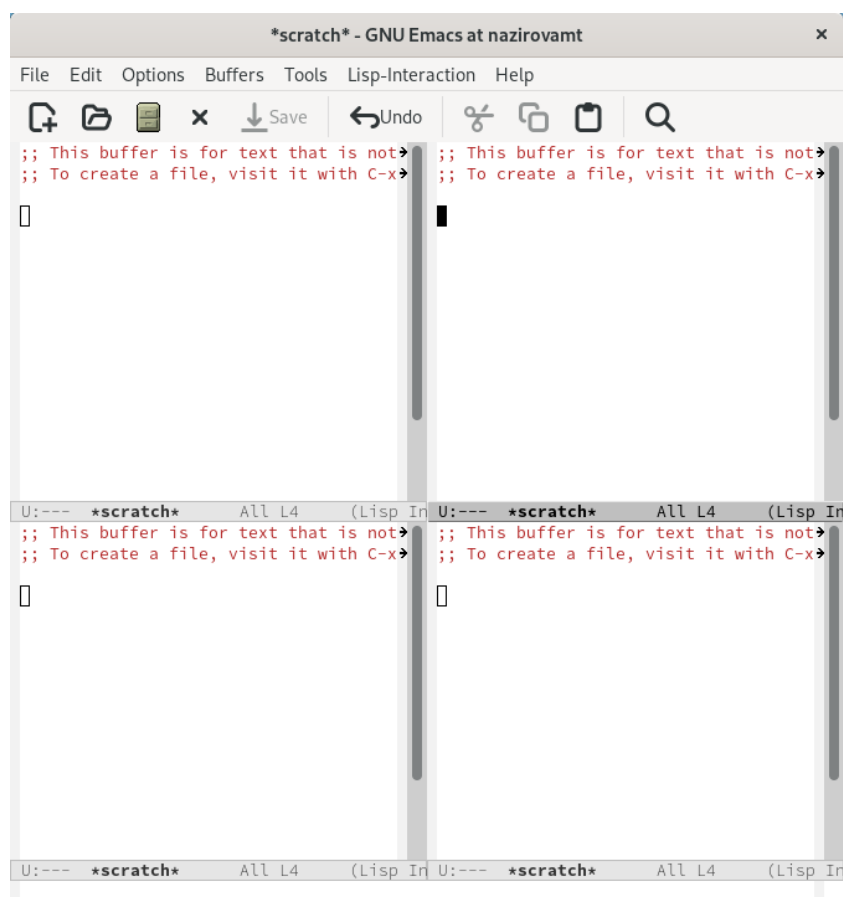 *scratch* - GNU Emacs at nazirovamt ×
File Edit Options Buffers Tools Lisp-Interaction Help
Save Undo
;; This buffer is for text that is not
;; To create a file, visit it with C-x
U:--- *scratch* All L4 (Lisp In
;; This buffer is for text that is not
;; To create a file, visit it with C-x
U:--- *scratch* All L4 (Lisp In
;; This buffer is for text that is not
;; To create a file, visit it with C-x
U:--- *scratch* All L4 (Lisp In
;; This buffer is for text that is not
;; To create a file, visit it with C-x
U:--- *scratch* All L4 (Lisp In